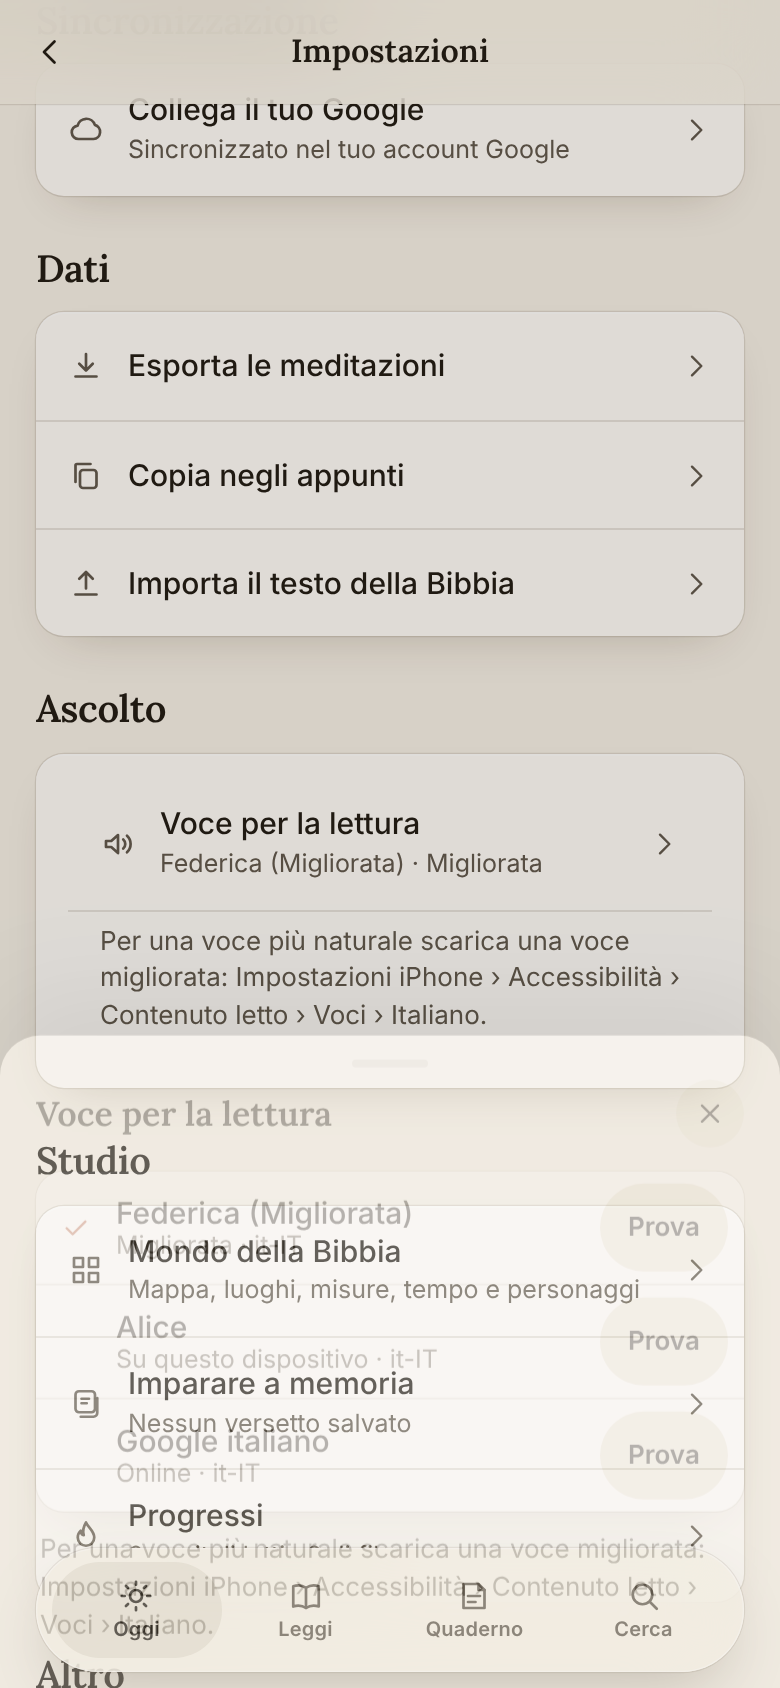 Sincronizzazione
Impostazioni
Collega il tuo Google
Sincronizzato nel tuo account Google
Dati
Esporta le meditazioni
Copia negli appunti
Importa il testo della Bibbia
Ascolto
Voce per la lettura
Federica (Migliorata) · Migliorata
Per una voce più naturale scarica una voce
migliorata: Impostazioni iPhone › Accessibilità ›
Contenuto letto › Voci › Italiano.
Voce per la lettura
Studio
Federica (Migliorata)
Migliorata · it-IT
Prova
Mondo della Bibbia
Mappa, luoghi, misure, tempo e personaggi
Alice
Su questo dispositivo · it-IT
Prova
Imparare a memoria
Nessun versetto salvato
Google italiano
Online · it-IT
Prova
Progressi
Per una voce più naturale scarica una voce migliorata:
Impostazioni iPhone › Accessibilità › Contenuto letto ›
Voci › Italiano.
Oggi
Leggi
Quaderno
Cerca
Altro